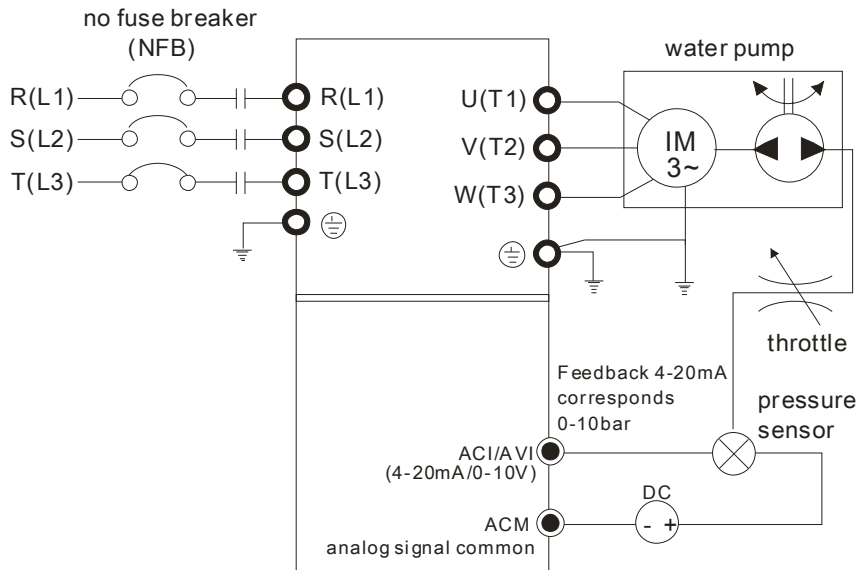 no fuse breaker
(NFB)
R(L1)
S(L2)
T(L3)
R(L1)
S(L2)
T(L3)
U(T1)
V(T2)
W(T3)
water pump
IM
3~
throttle
Feedback 4-20mA
corresponds
0-10bar
pressure
sensor
ACI/AVI
(4-20mA/0-10V)
DC
- +
ACM
analog signal common